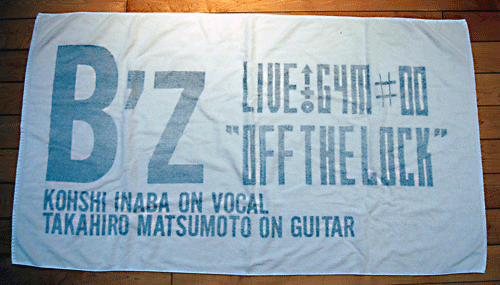 B'z
LIVE-GYM#00
"OFF THE LOCK"
KOHSHI INABA ON VOCAL
TAKAHIRO MATSUMOTO ON GUITAR